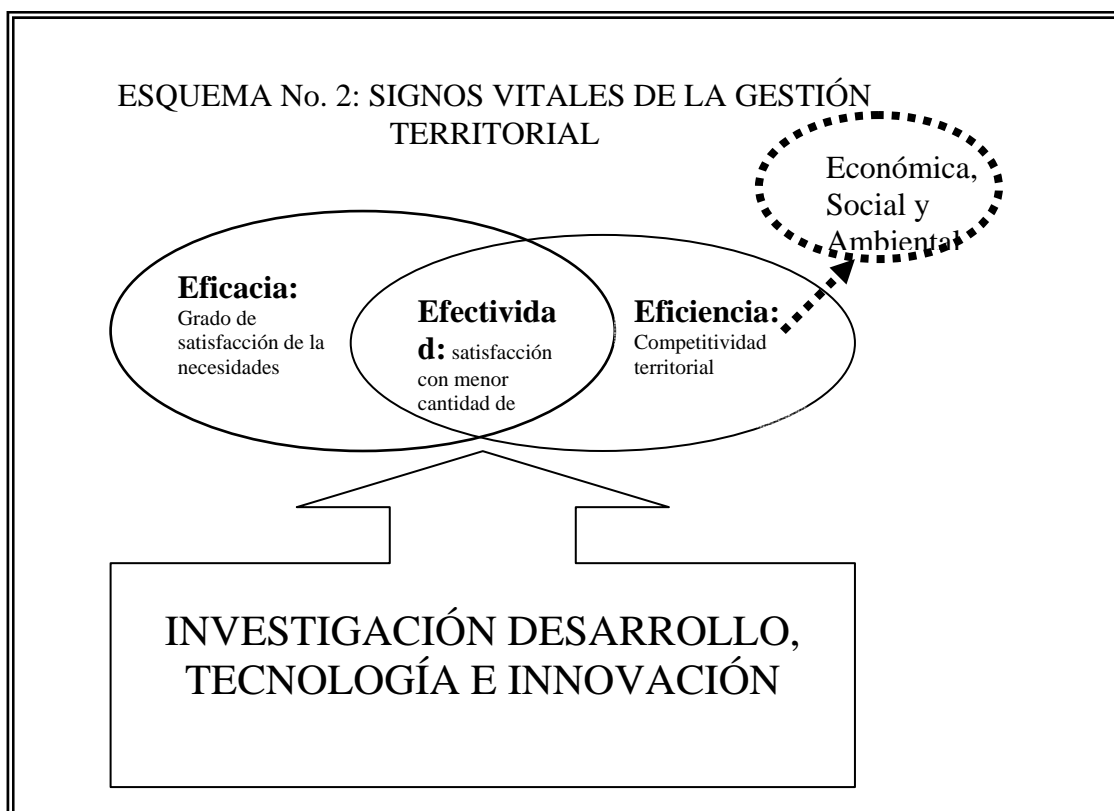 ESQUEMA No. 2: SIGNOS VITALES DE LA GESTIÓN
TERRITORIAL
Económica,
Social y
Ambiental
Eficacia:
Grado de
satisfacción de la
necesidades
Efectivida
d: satisfacción
con menor
cantidad de
Eficiencia:
Competitividad
territorial
INVESTIGACIÓN DESARROLLO,
TECNOLOGÍA E INNOVACIÓN